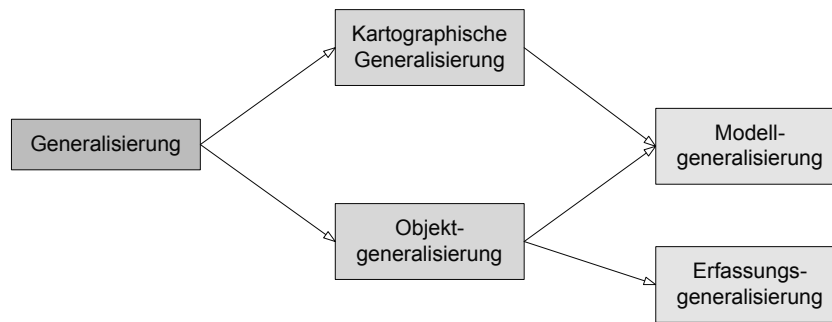 Kartographische
Generalisierung
Generalisierung
Modell-
generalisierung
Objekt-
generalisierung
Erfassungs-
generalisierung